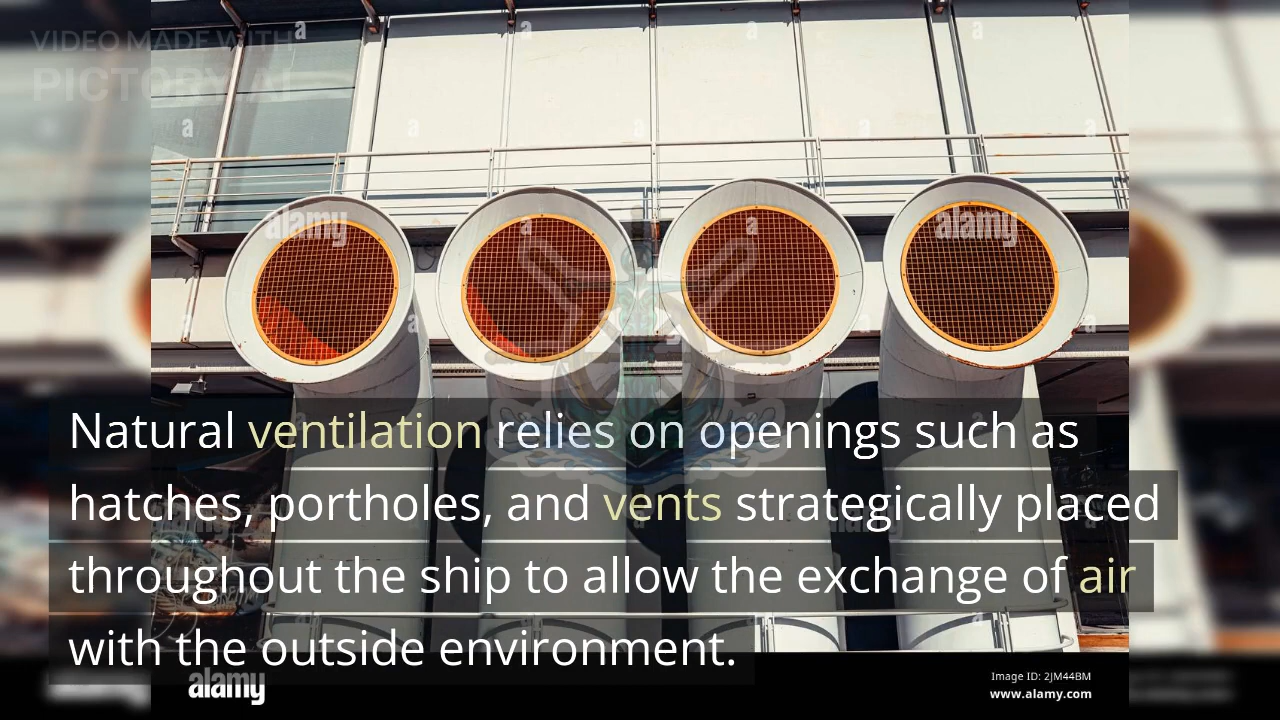 VIDEO MADE WITH
PICTORY.AI
a
a
a
a
a
a
a
a
alamy
a
alamy
Natural ventilation relies on openings such as
hatches, portholes, and vents strategically placed
throughout the ship to allow the exchange of air
with the outside environment.
alamy
Image ID: 2JM44BM
www.alamy.com